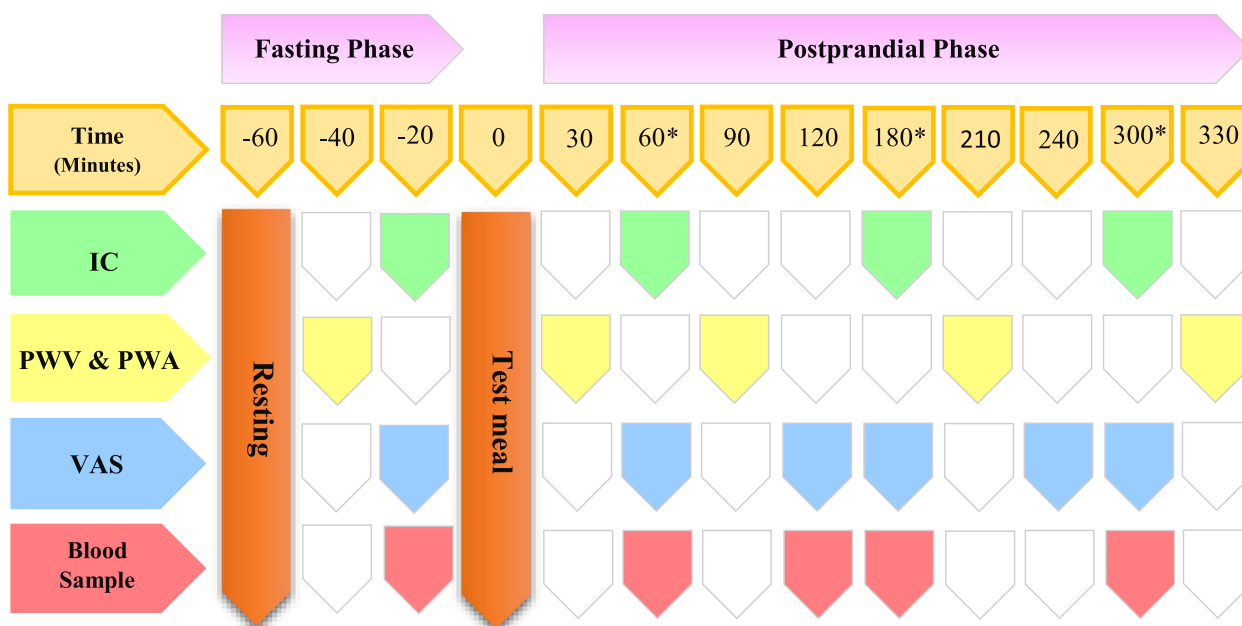 Fasting Phase
Postprandial Phase
Time
(Minutes)
-60
-40
-20
0
30
60*
90
120
180*
210
240
300*
330
IC
PWV & PWA
VAS
Blood
Sample
Resting
Test meal